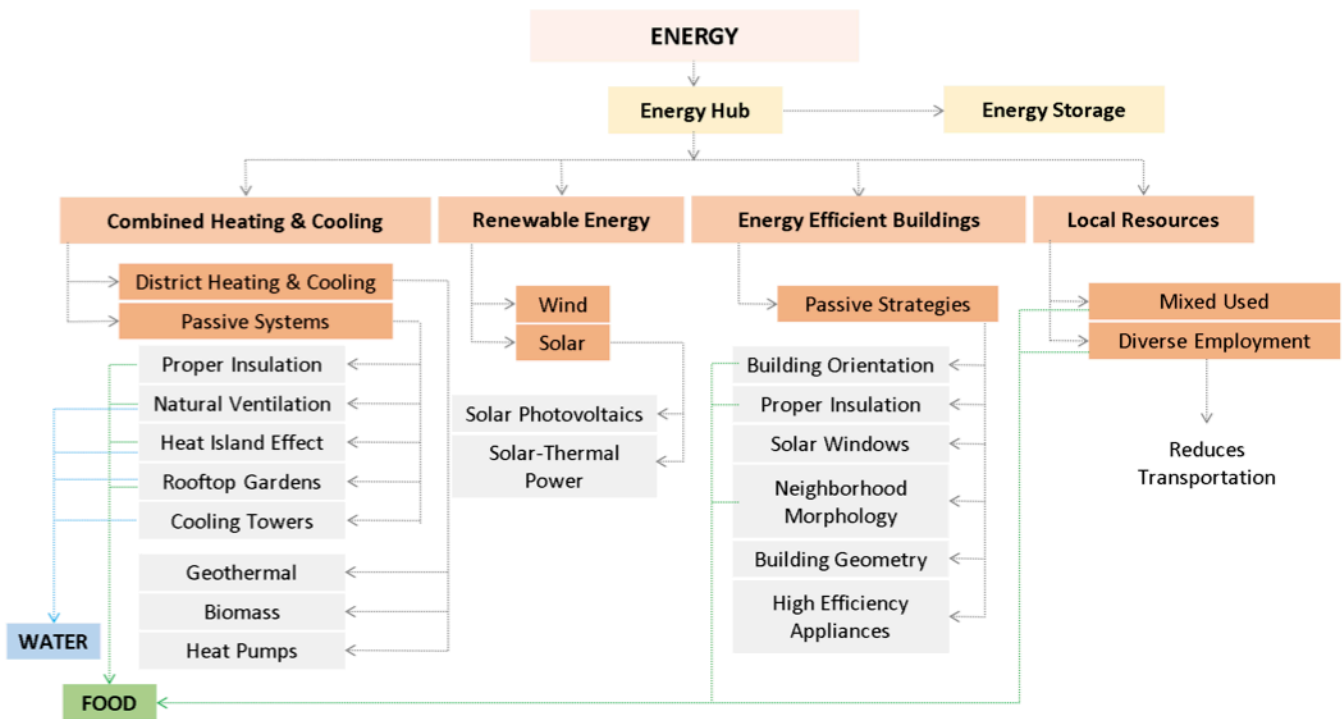 ENERGY
Energy Hub
Energy Storage
Combined Heating & Cooling
Renewable Energy
Energy Efficient Buildings
Local Resources
District Heating & Cooling
Passive Systems
Proper Insulation
Natural Ventilation
Heat Island Effect
Rooftop Gardens
Cooling Towers
Geothermal
Biomass
Heat Pumps
Wind
Solar
Solar Photovoltaics
Solar-Thermal
Power
Passive Strategies
Building Orientation
Proper Insulation
Solar Windows
Neighborhood
Morphology
Building Geometry
High Efficiency
Appliances
Mixed Used
Diverse Employment
Reduces
Transportation
WATER
FOOD